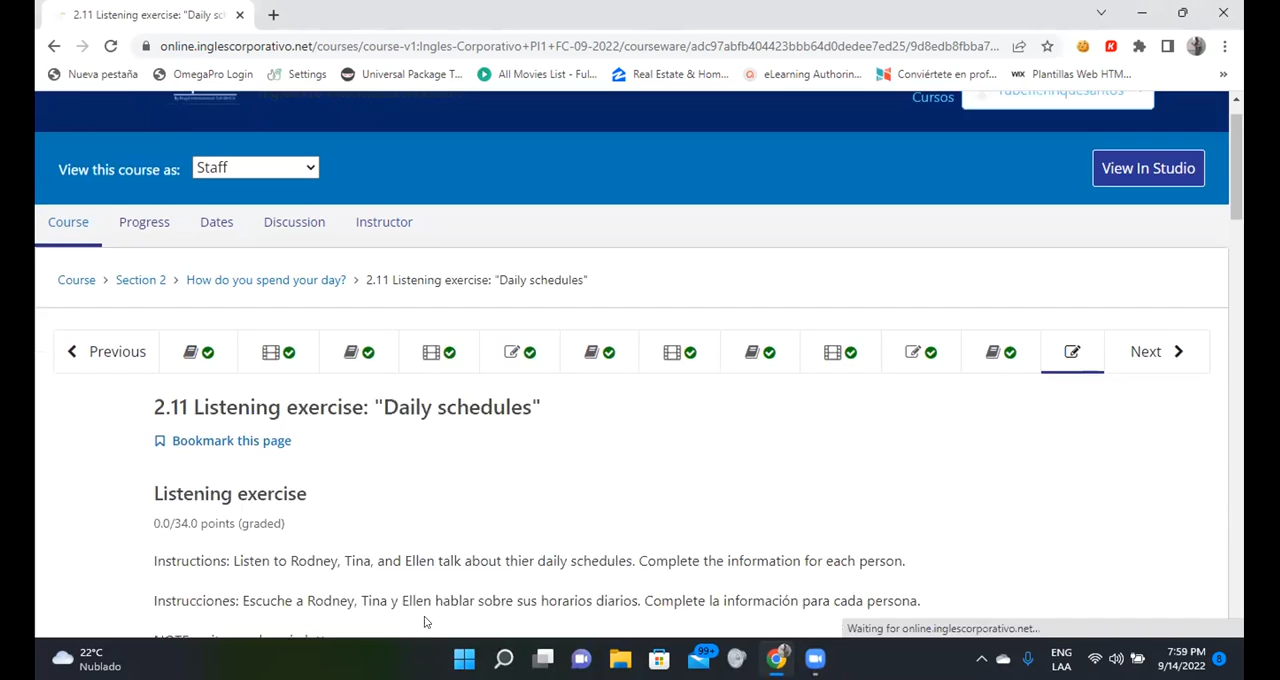 2.11 Listening exercise: "Daily sc
online.inglescorporativo.net/courses/course-v1:Ingles-Corporativo+PI1+FC-09-2022/courseware/adc97abfb404423bbb64d0dedee7ed25/9d8edb8fbba7...
Nueva pestaña OmegaPro Login Settings Universal Package T... All Movies List - Ful... Real Estate & Hom... eLearning Authorin... Conviértete en prof... WIX Plantillas Web HTM... »
Cursos
View this course as: Staff View In Studio
Course Progress Dates Discussion Instructor
Course > Section 2 > How do you spend your day? > 2.11 Listening exercise: "Daily schedules"
Previous Next
2.11 Listening exercise: "Daily schedules"
Bookmark this page
Listening exercise
0.0/34.0 points (graded)
Instructions: Listen to Rodney, Tina, and Ellen talk about thier daily schedules. Complete the information for each person.
Instrucciones: Escuche a Rodney, Tina y Ellen hablar sobre sus horarios diarios. Complete la información para cada persona.
Waiting for online.inglescorporativo.net...
22°C
Nublado
99+
ENG
LAA
7:59 PM
9/14/2022
8